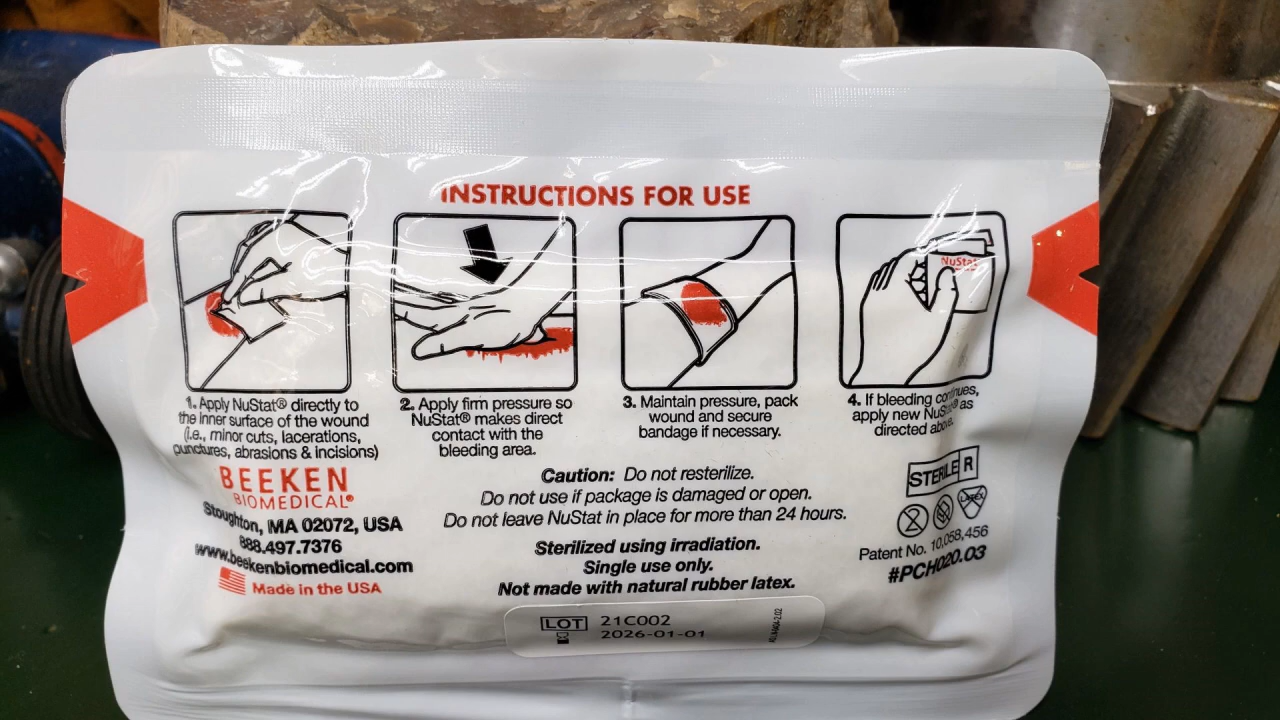 INSTRUCTIONS FOR USE
NuStat
1. Apply NuStat® directly to
the inner surface of the wound
(i.e., minor cuts, lacerations,
punctures, abrasions & incisions)
2. Apply firm pressure so
NuStat® makes direct
contact with the
bleeding area.
3. Maintain pressure, pack
wound and secure
bandage if necessary.
4. If bleeding continues,
apply new NuStat® as
directed above.
BEEKEN
BIOMEDICAL®
Stoughton, MA 02072, USA
888.497.7376
www.beekenbiomedical.com
Made in the USA
Caution: Do not resterilize.
Do not use if package is damaged or open.
Do not leave NuStat in place for more than 24 hours.
Sterilized using irradiation.
Single use only.
Not made with natural rubber latex.
STERILE R
LATEX
Patent No. 10,058,456
#PCH020.03
LOT 21C002
2026-01-01